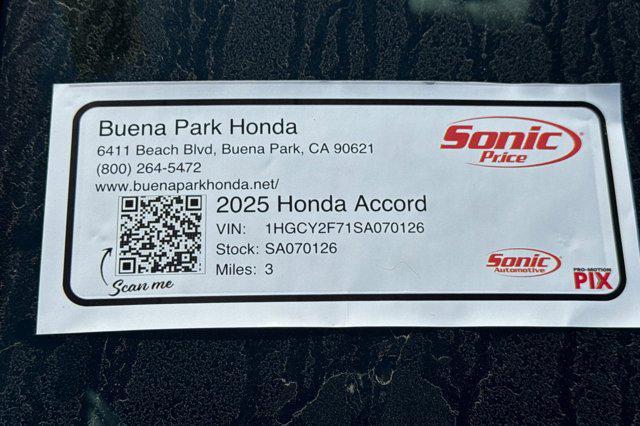 Buena Park Honda
6411 Beach Blvd, Buena Park, CA 90621
(800) 264-5472
www.buenaparkhonda.net/
Sonic
Price
2025 Honda Accord
VIN: 1HGCY2F71SA070126
Stock: SA070126
Miles: 3
Scan me
Sonic
Automotive
PRO-MOTION
PIX